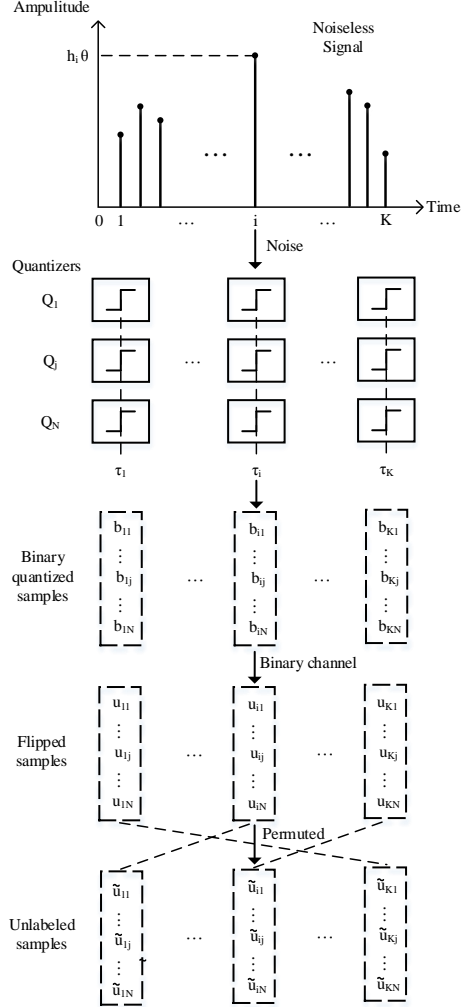 Ampulitude
Noiseless
Signal
h_i θ
...
...
Time
0 1 ... i ... K
Noise
Quantizers
Q_1
Q_j ... ...
Q_N
τ_1 τ_i τ_K
b_11 b_i1 b_K1
⋮ ⋮ ⋮
Binary
quantized
samples
b_1j ... b_ij ... b_Kj
⋮ ⋮ ⋮
b_1N b_iN b_KN
Binary channel
u_11 u_i1 u_K1
⋮ ⋮ ⋮
Flipped
samples
u_1j ... u_ij ... u_Kj
⋮ ⋮ ⋮
u_1N u_iN u_KN
Permuted
ũ_11 ũ_i1 ũ_K1
⋮ ⋮ ⋮
Unlabeled
samples
ũ_1j ... ũ_ij ... ũ_Kj
⋮ ⋮ ⋮
ũ_1N ũ_iN ũ_KN